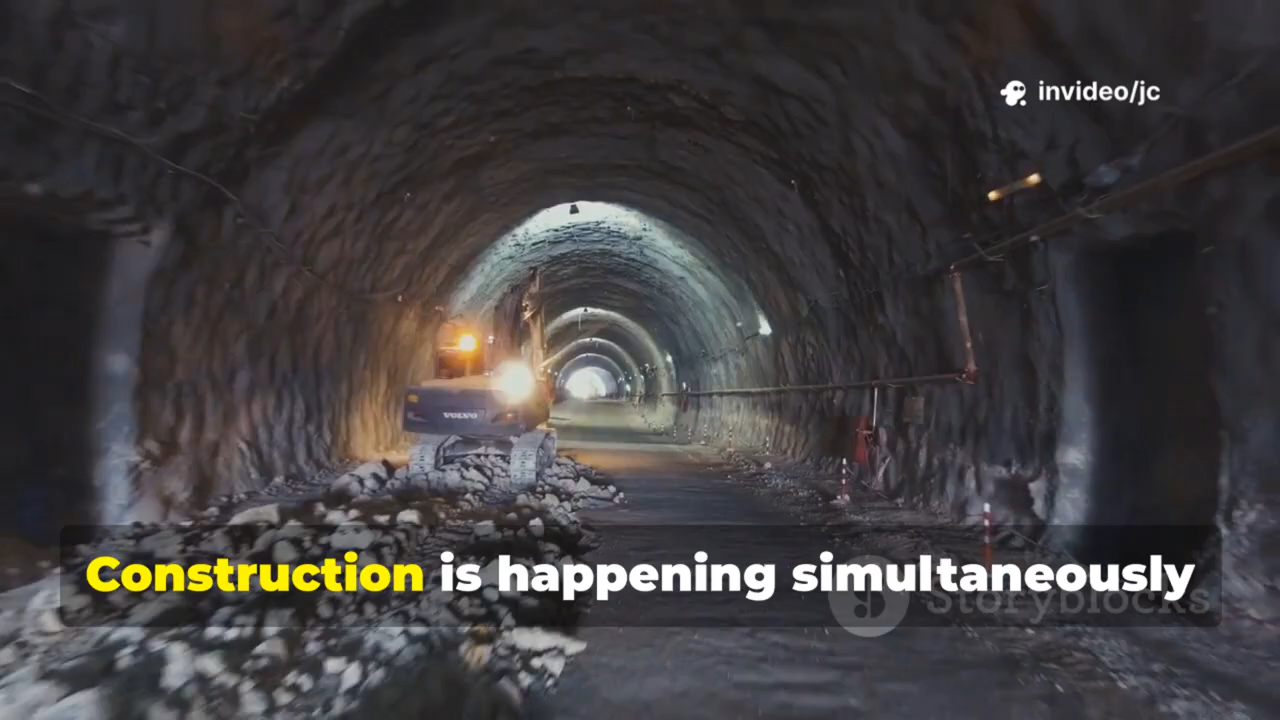 invideo/jc
VOLVO
Construction is happening simultaneously
Storyblocks